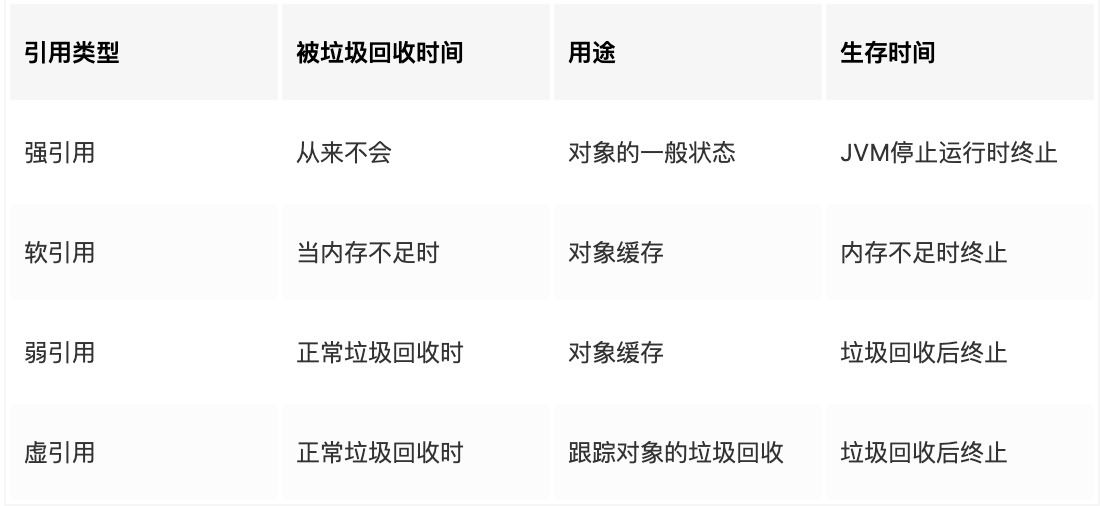 引用类型 被垃圾回收时间 用途 生存时间
强引用 从来不会 对象的一般状态 JVM停止运行时终止
软引用 当内存不足时 对象缓存 内存不足时终止
弱引用 正常垃圾回收时 对象缓存 垃圾回收后终止
虚引用 正常垃圾回收时 跟踪对象的垃圾回收 垃圾回收后终止